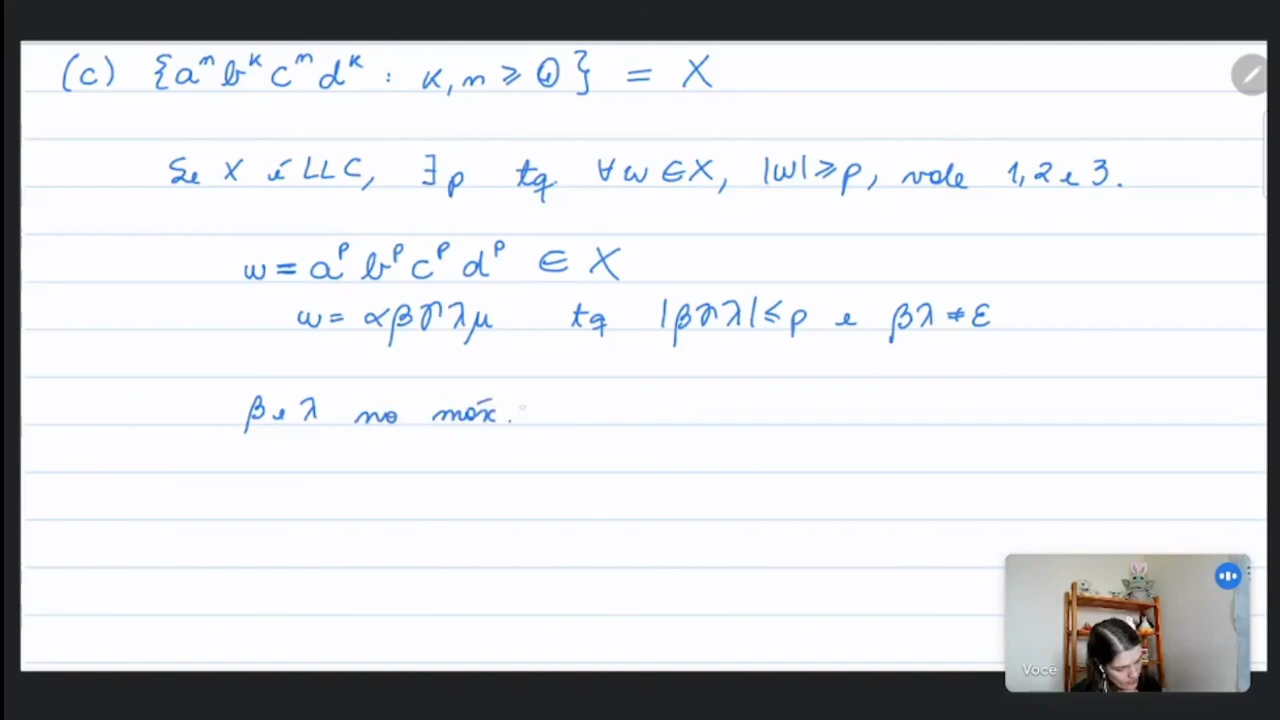 (c) {aⁿ bᵏ cⁿ dᵏ : k, n ≥ 0} = X
Se X é LLC, ∃p tq. ∀w ∈ X, |w| ≥ p, vale 1, 2 e 3.
w = aᵖ bᵖ cᵖ dᵖ ∈ X
w = αβγλμ tq |βγλ| ≤ p e βλ ≠ ε
β e λ no máx.
Você